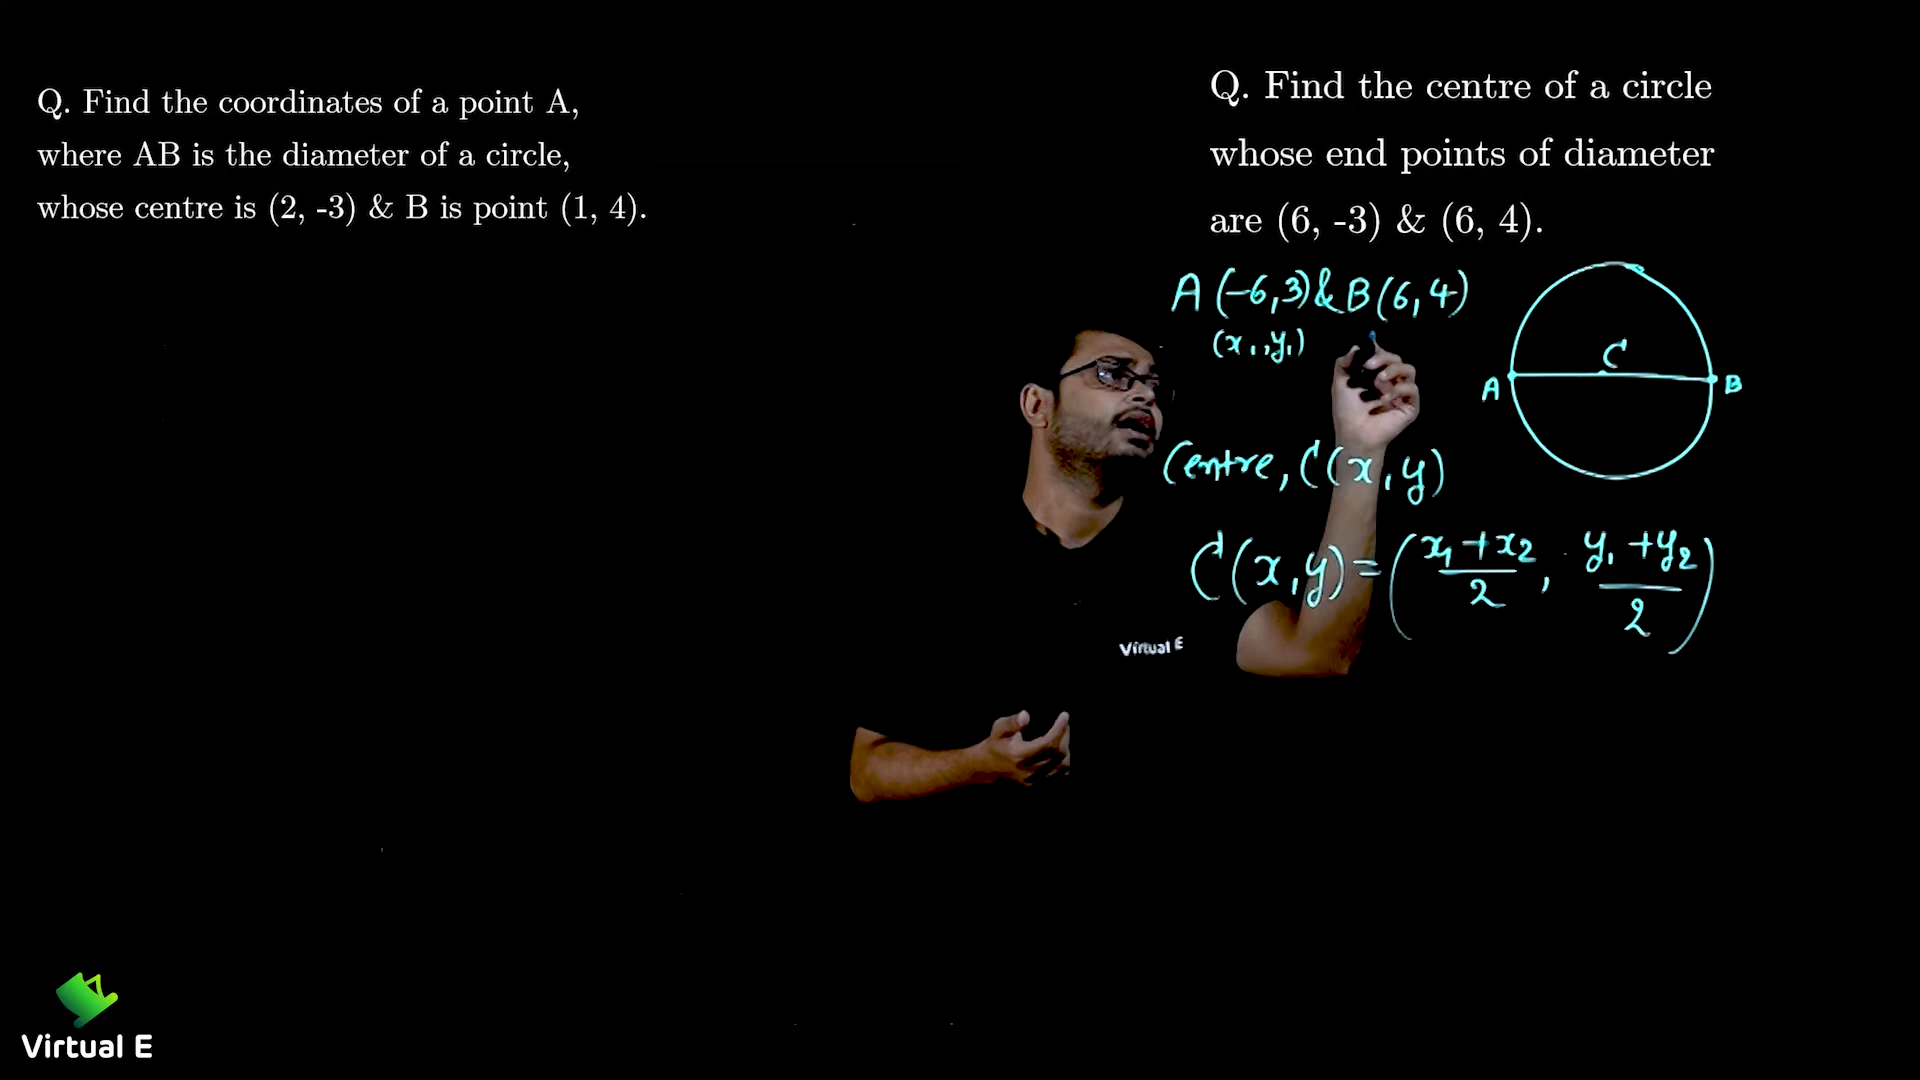 Q. Find the coordinates of a point A,
where AB is the diameter of a circle,
whose centre is (2, -3) & B is point (1, 4).
Q. Find the centre of a circle
whose end points of diameter
are (6, -3) & (6, 4).
A (-6,3) & B (6,4)
(x₁,y₁)
C
A
B
Centre, C(x,y)
C(x,y) = ( (x₁+x₂)/2 , (y₁+y₂)/2 )
Virtual E
Virtual E